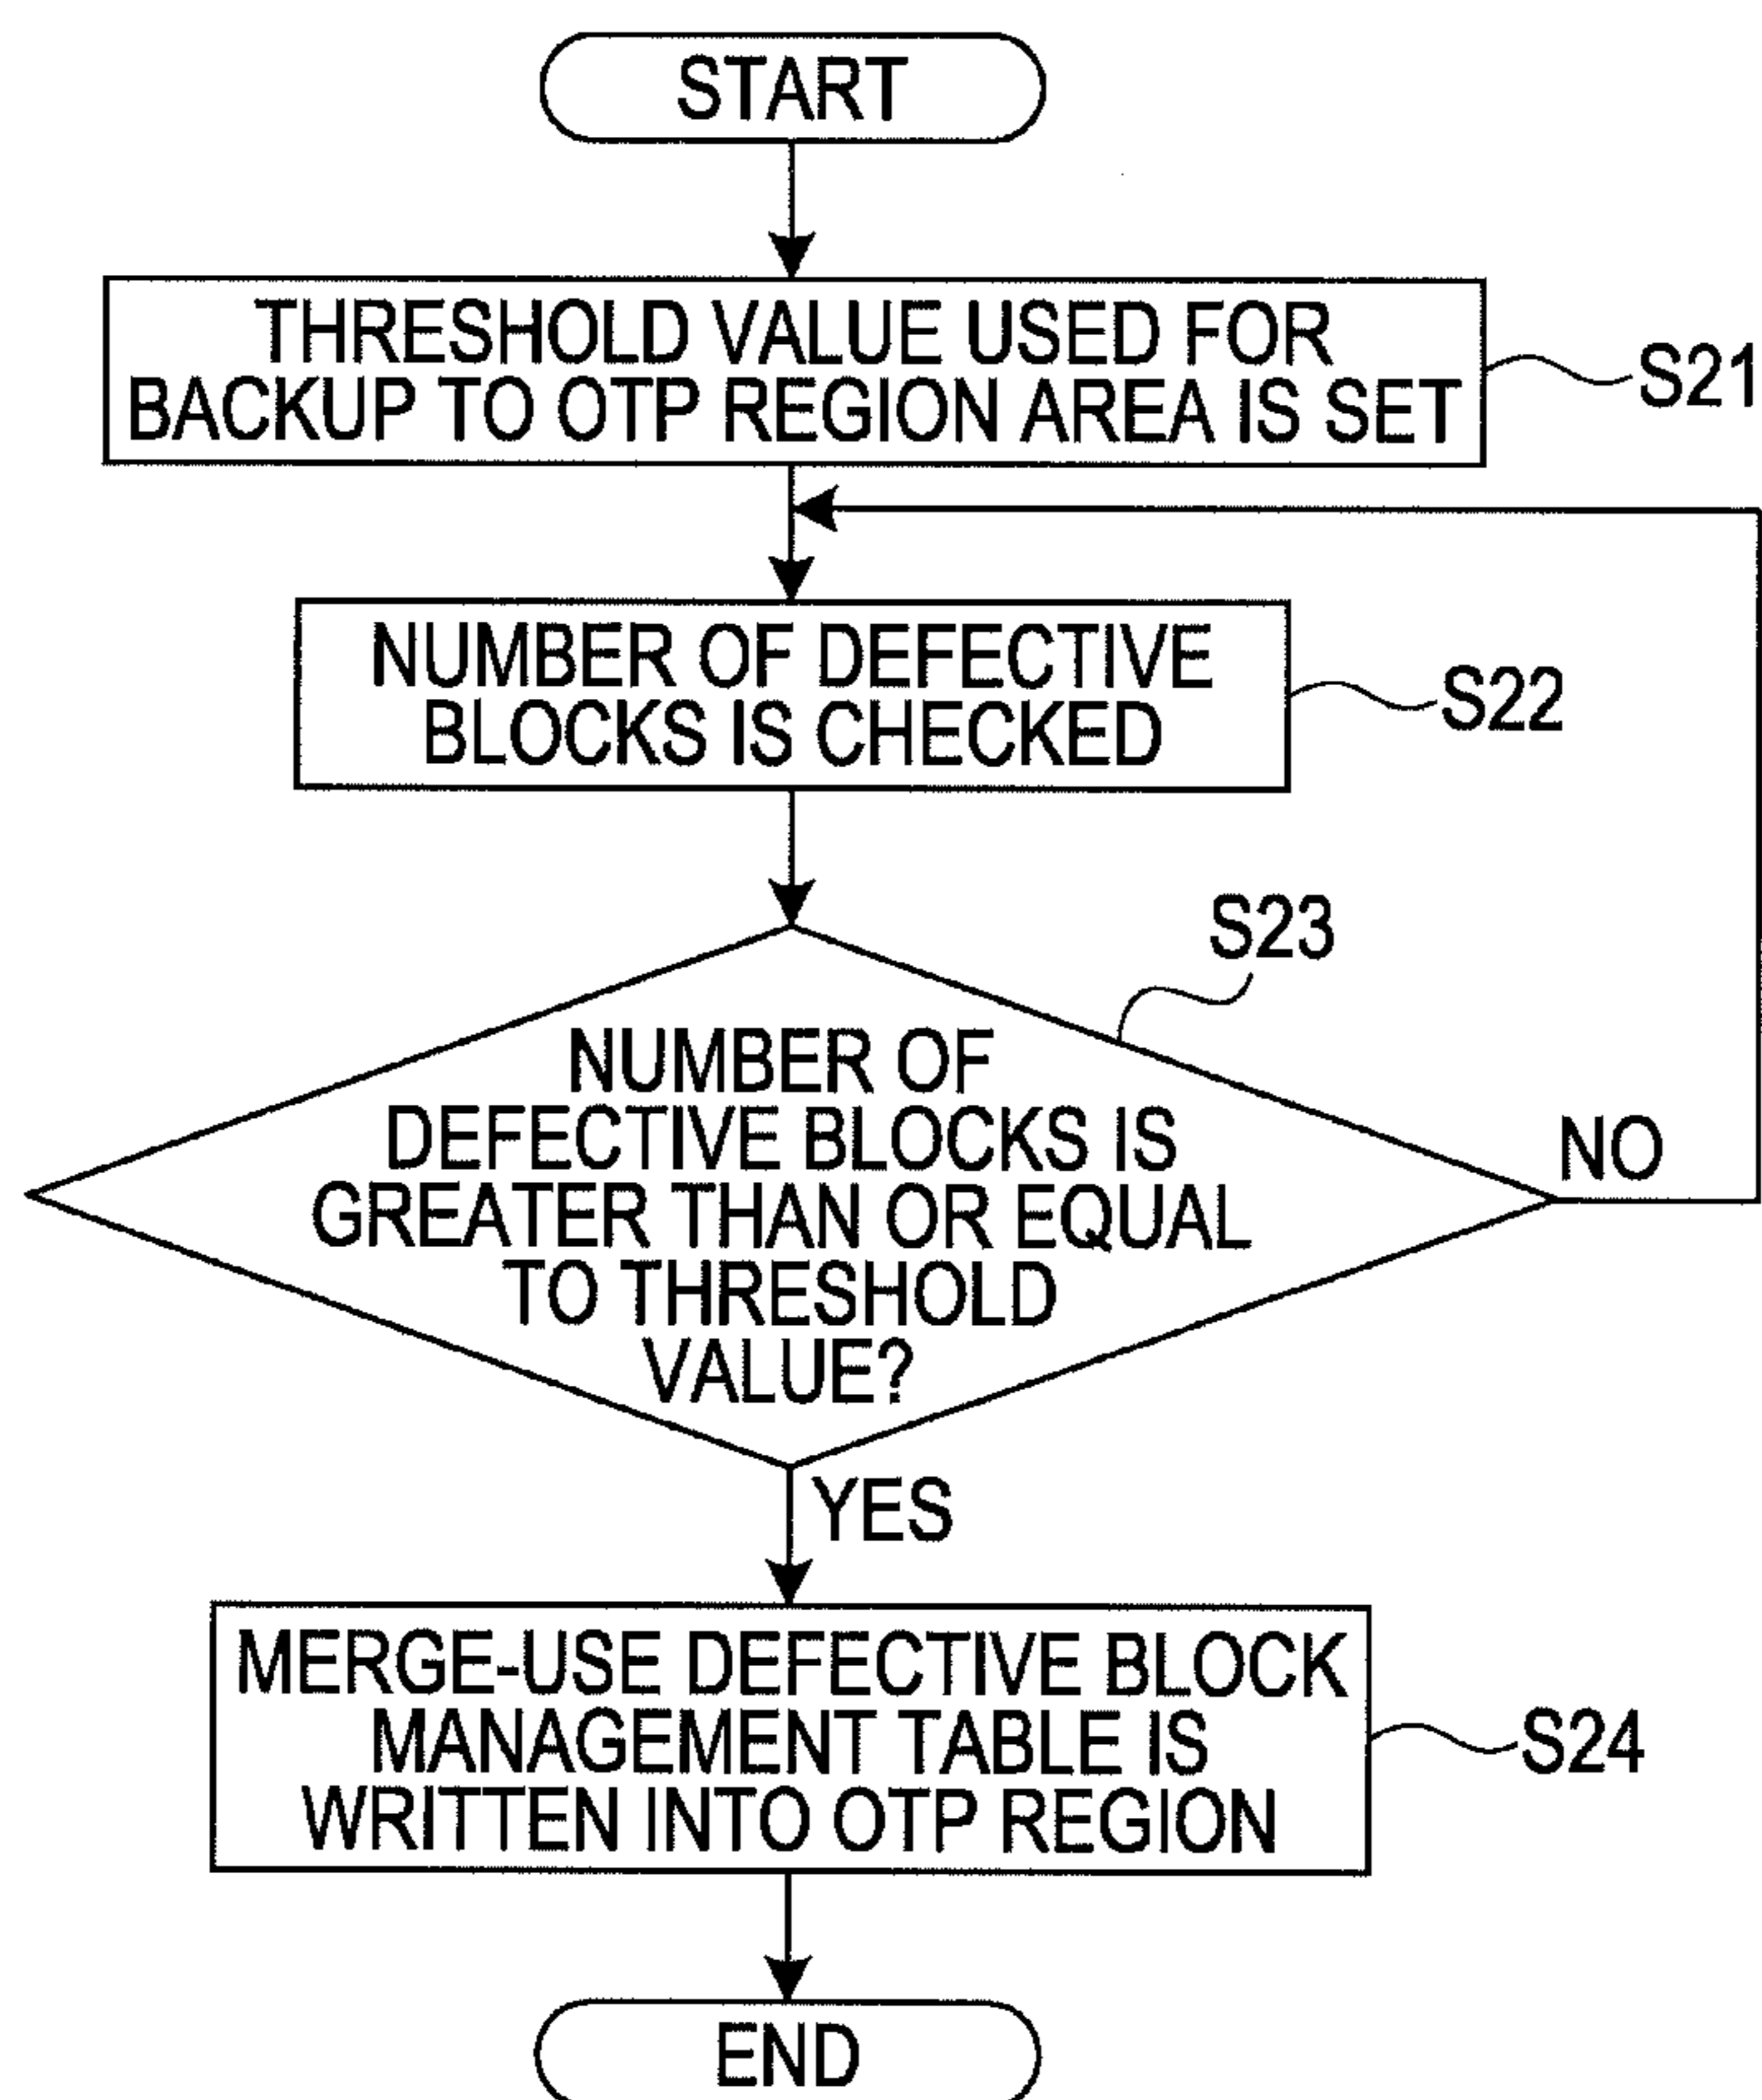 START
THRESHOLD VALUE USED FOR
BACKUP TO OTP REGION AREA IS SET
S21
NUMBER OF DEFECTIVE
BLOCKS IS CHECKED
S22
S23
NUMBER OF
DEFECTIVE BLOCKS IS
GREATER THAN OR EQUAL
TO THRESHOLD
VALUE?
NO
YES
MERGE-USE DEFECTIVE BLOCK
MANAGEMENT TABLE IS
WRITTEN INTO OTP REGION
S24
END